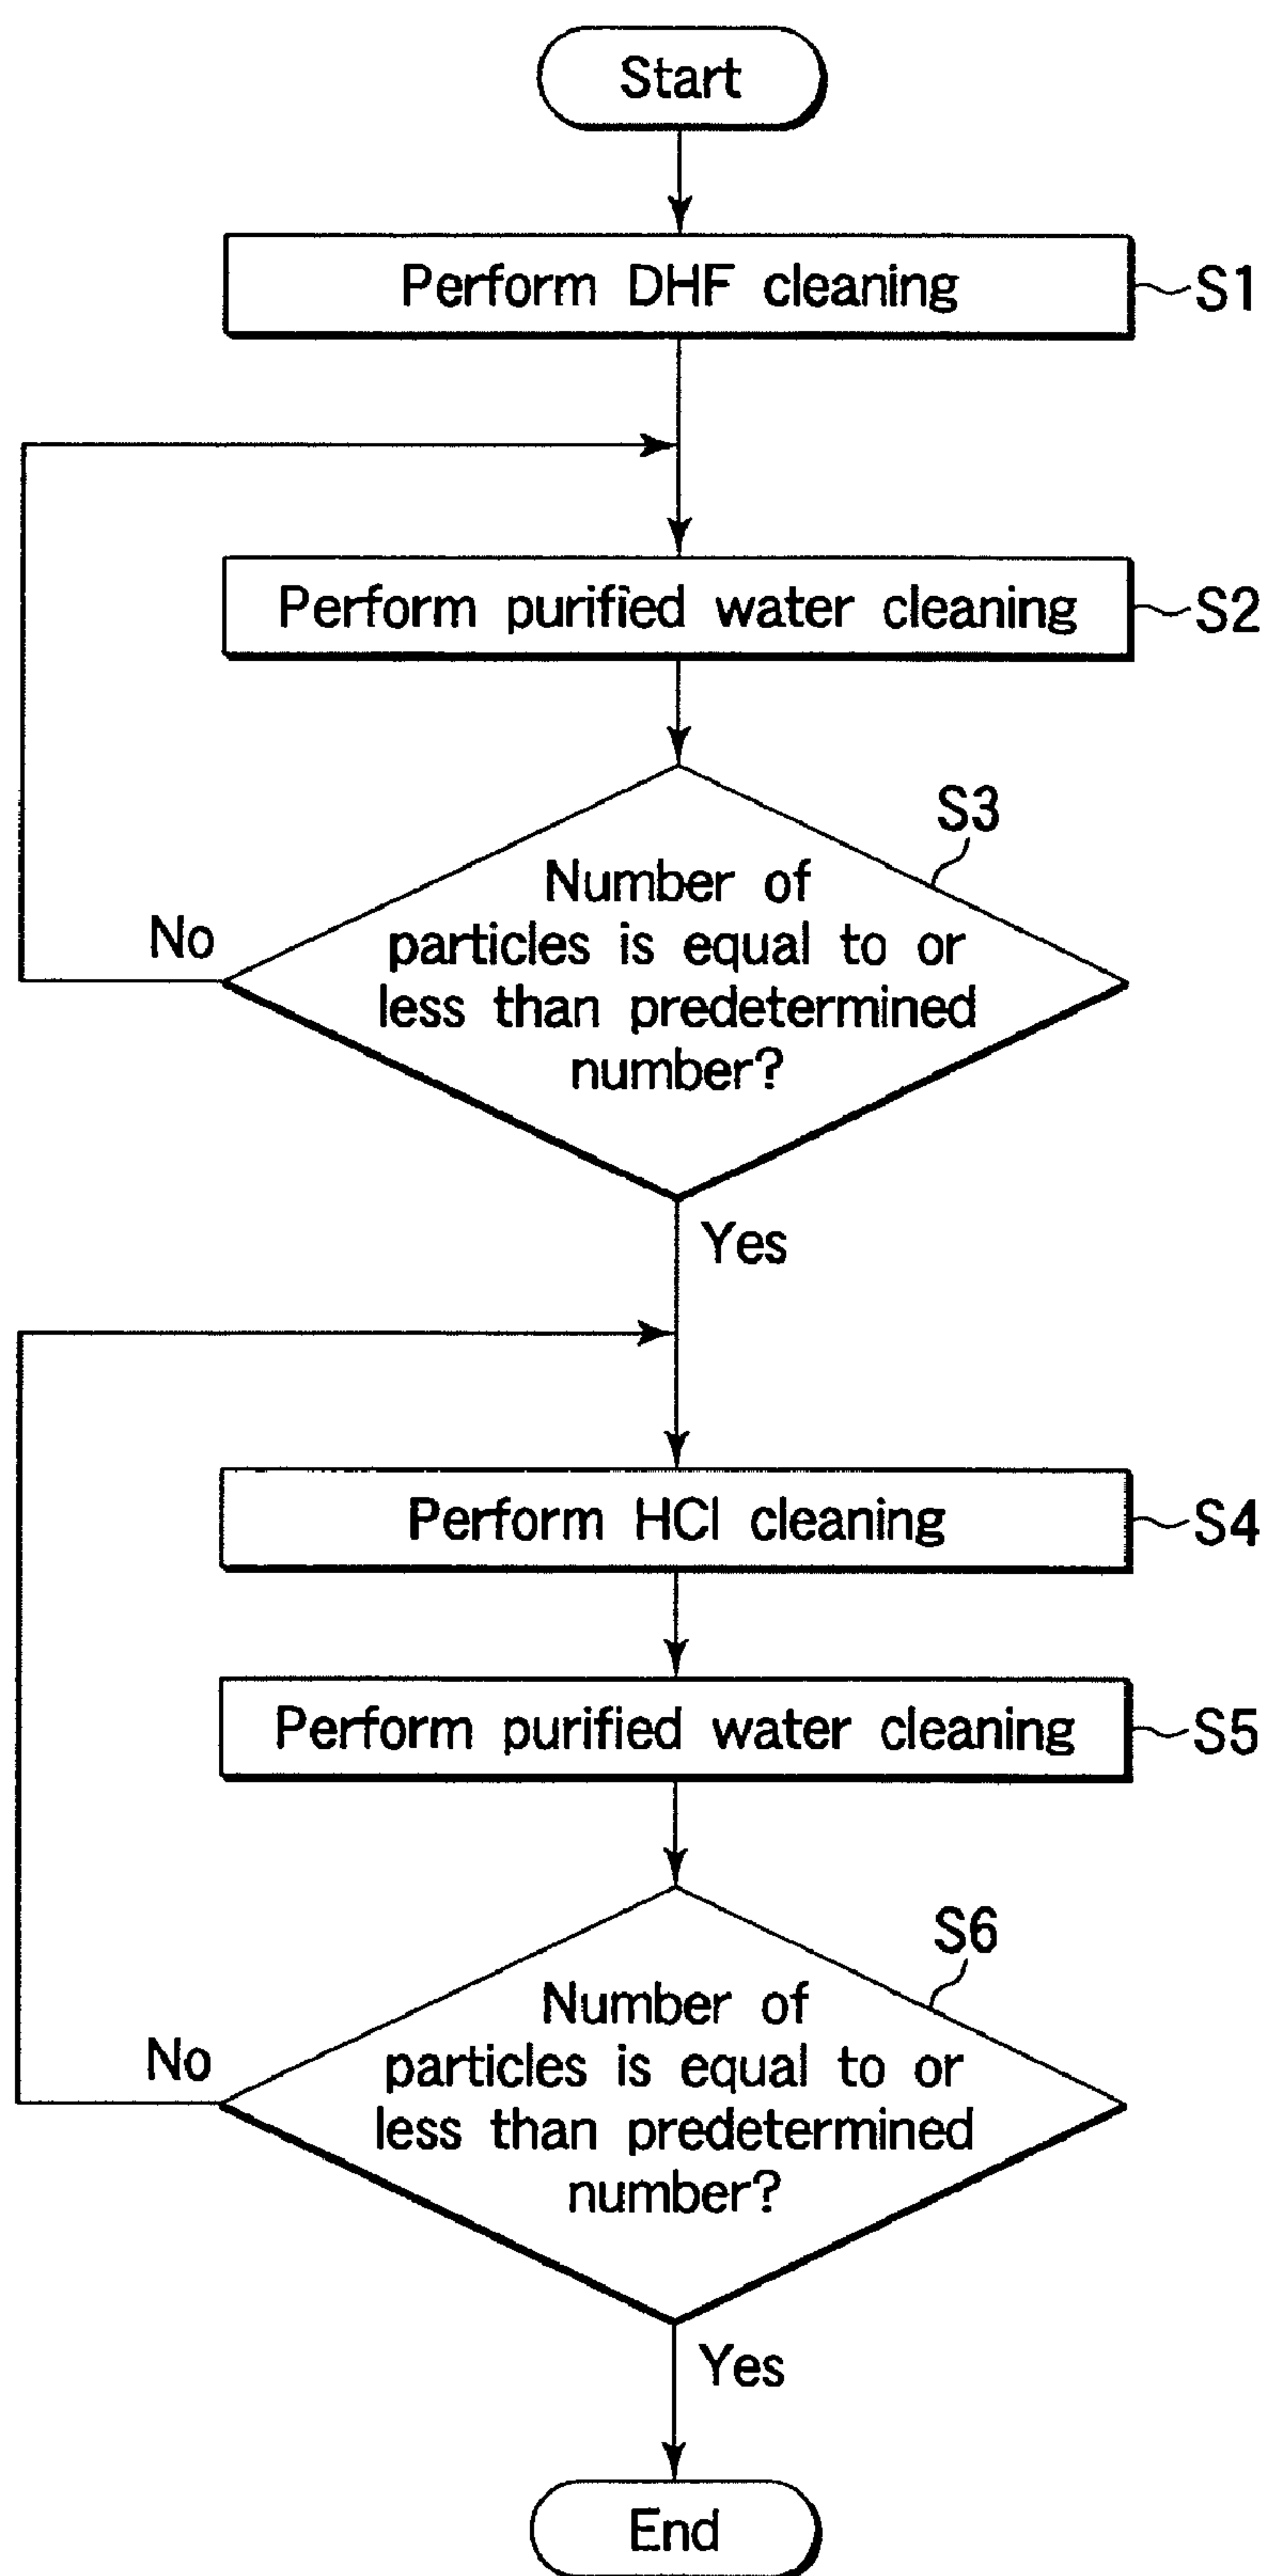 Start
Perform DHF cleaning
S1
Perform purified water cleaning
S2
S3
Number of
particles is equal to or
less than predetermined
number?
No
Yes
Perform HCl cleaning
S4
Perform purified water cleaning
S5
S6
Number of
particles is equal to or
less than predetermined
number?
No
Yes
End